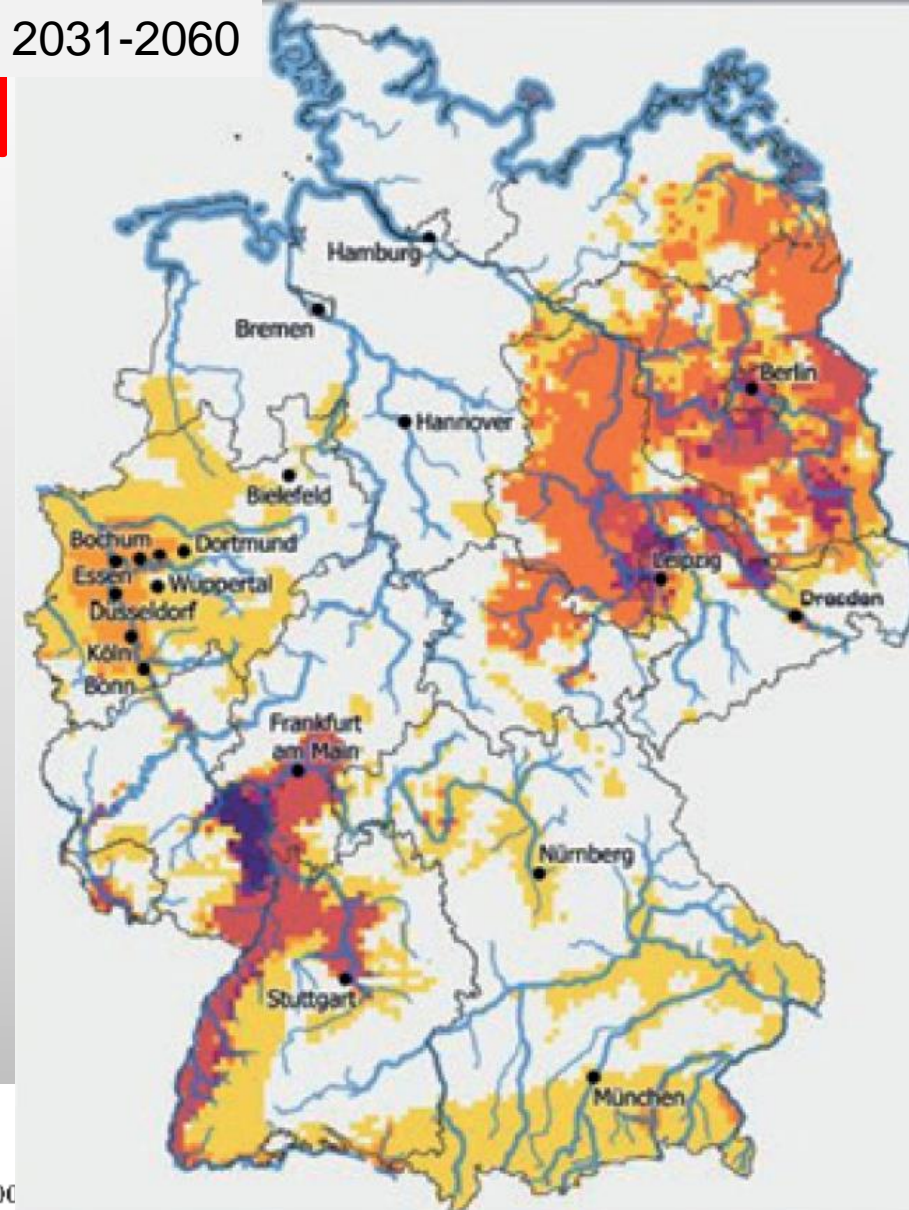 2031-2060
Hamburg
Bremen
Berlin
Hannover
Bielefeld
Bochum
Dortmund
Essen
Wuppertal
Leipzig
Düsseldorf
Dresden
Köln
Bonn
Frankfurt
am Main
Nürnberg
Stuttgart
München